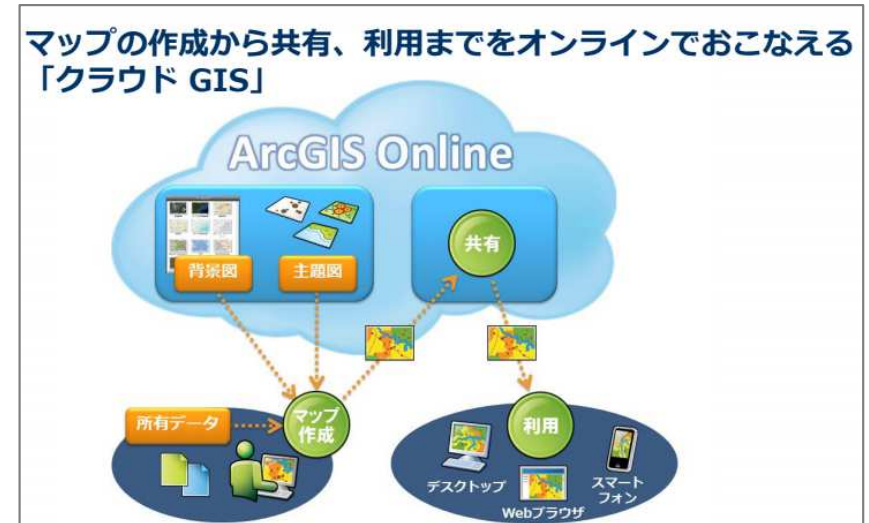 マップの作成から共有、利用までをオンラインでおこなえる
「クラウド GIS」
ArcGIS Online
背景図
主題図
共有
所有データ
マップ
作成
利用
デスクトップ
Webブラウザ
スマート
フォン